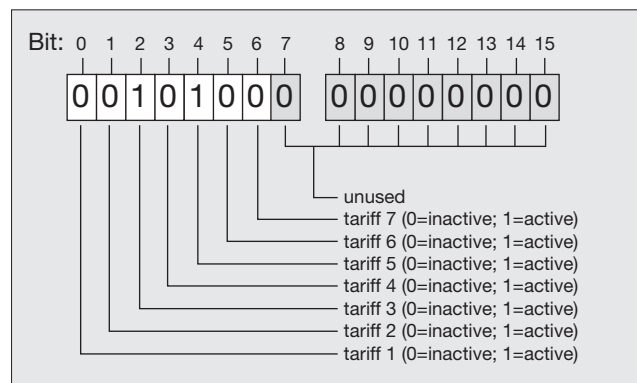 Bit: 0 1 2 3 4 5 6 7 8 9 10 11 12 13 14 15
0 0 1 0 1 0 0 0 0 0 0 0 0 0 0 0
unused
tariff 7 (0=inactive; 1=active)
tariff 6 (0=inactive; 1=active)
tariff 5 (0=inactive; 1=active)
tariff 4 (0=inactive; 1=active)
tariff 3 (0=inactive; 1=active)
tariff 2 (0=inactive; 1=active)
tariff 1 (0=inactive; 1=active)